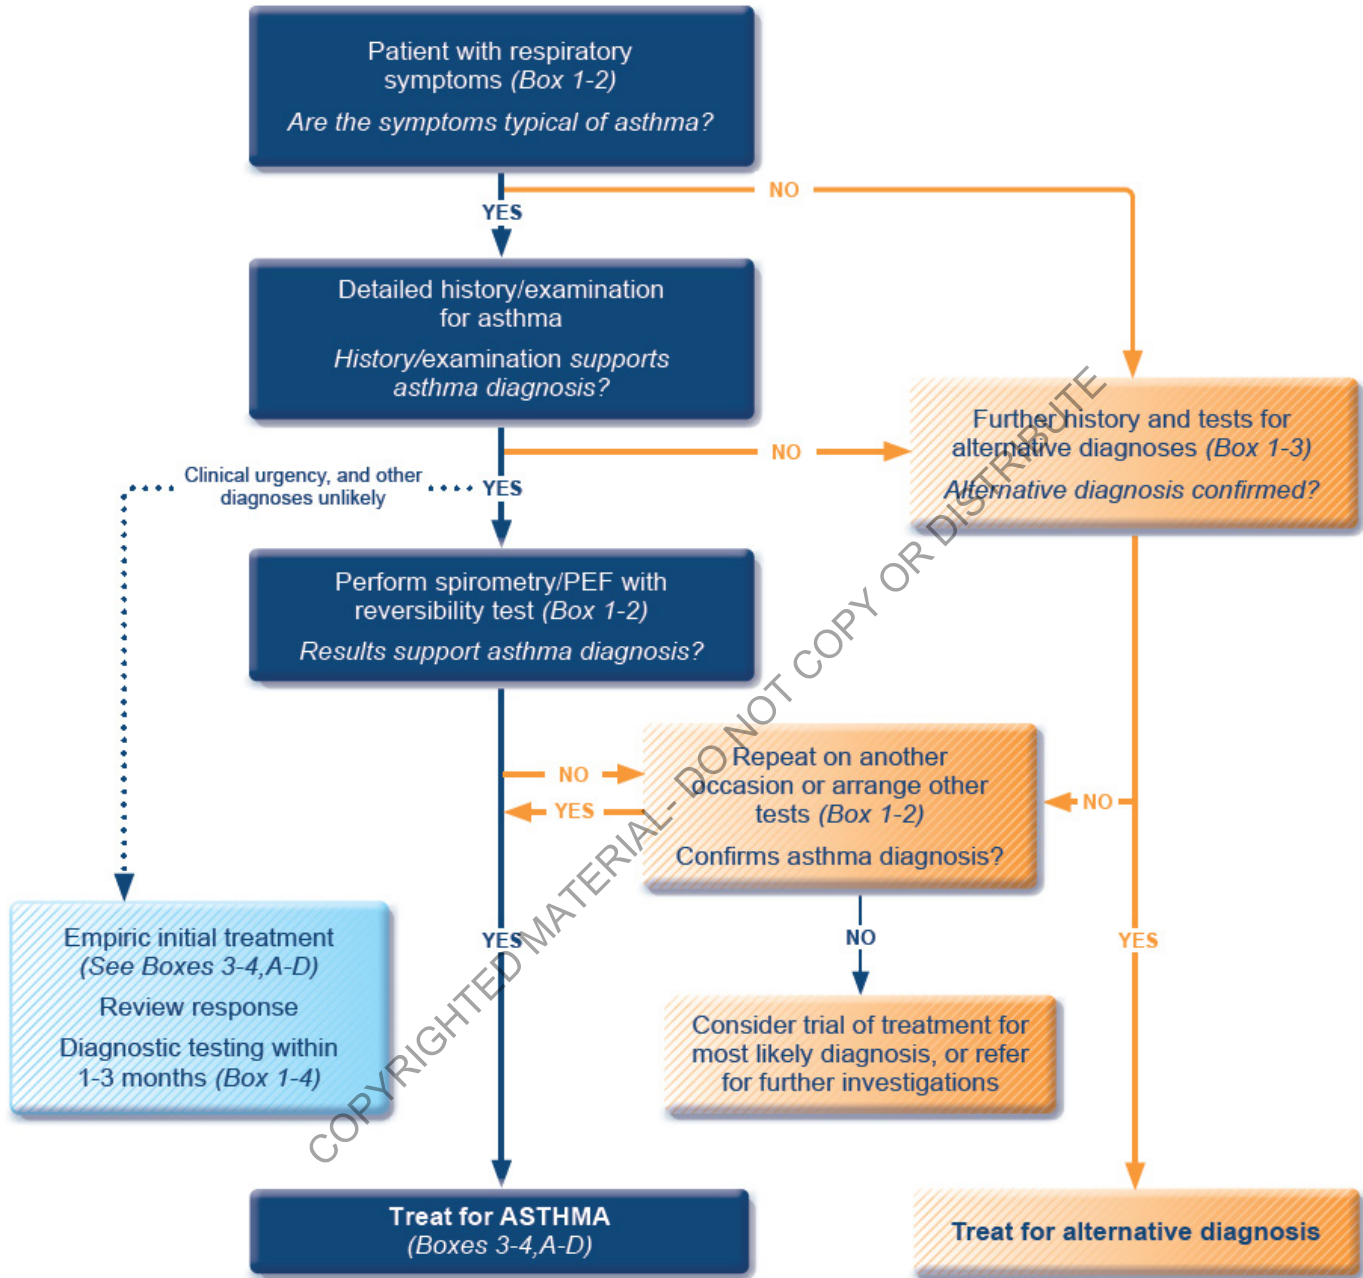 Patient with respiratory
symptoms (Box 1-2)
Are the symptoms typical of asthma?
NO
YES
Detailed history/examination
for asthma
History/examination supports
asthma diagnosis?
Further history and tests for
alternative diagnoses (Box 1-3)
Alternative diagnosis confirmed?
NO
Clinical urgency, and other
diagnoses unlikely
YES
Perform spirometry/PEF with
reversibility test (Box 1-2)
Results support asthma diagnosis?
Repeat on another
occasion or arrange other
tests (Box 1-2)
Confirms asthma diagnosis?
NO
YES
NO
Empiric initial treatment
(See Boxes 3-4,A-D)
Review response
Diagnostic testing within
1-3 months (Box 1-4)
YES
NO
YES
Consider trial of treatment for
most likely diagnosis, or refer
for further investigations
Treat for ASTHMA
(Boxes 3-4,A-D)
Treat for alternative diagnosis
COPYRIGHTED MATERIAL- DO NOT COPY OR DISTRIBUTE